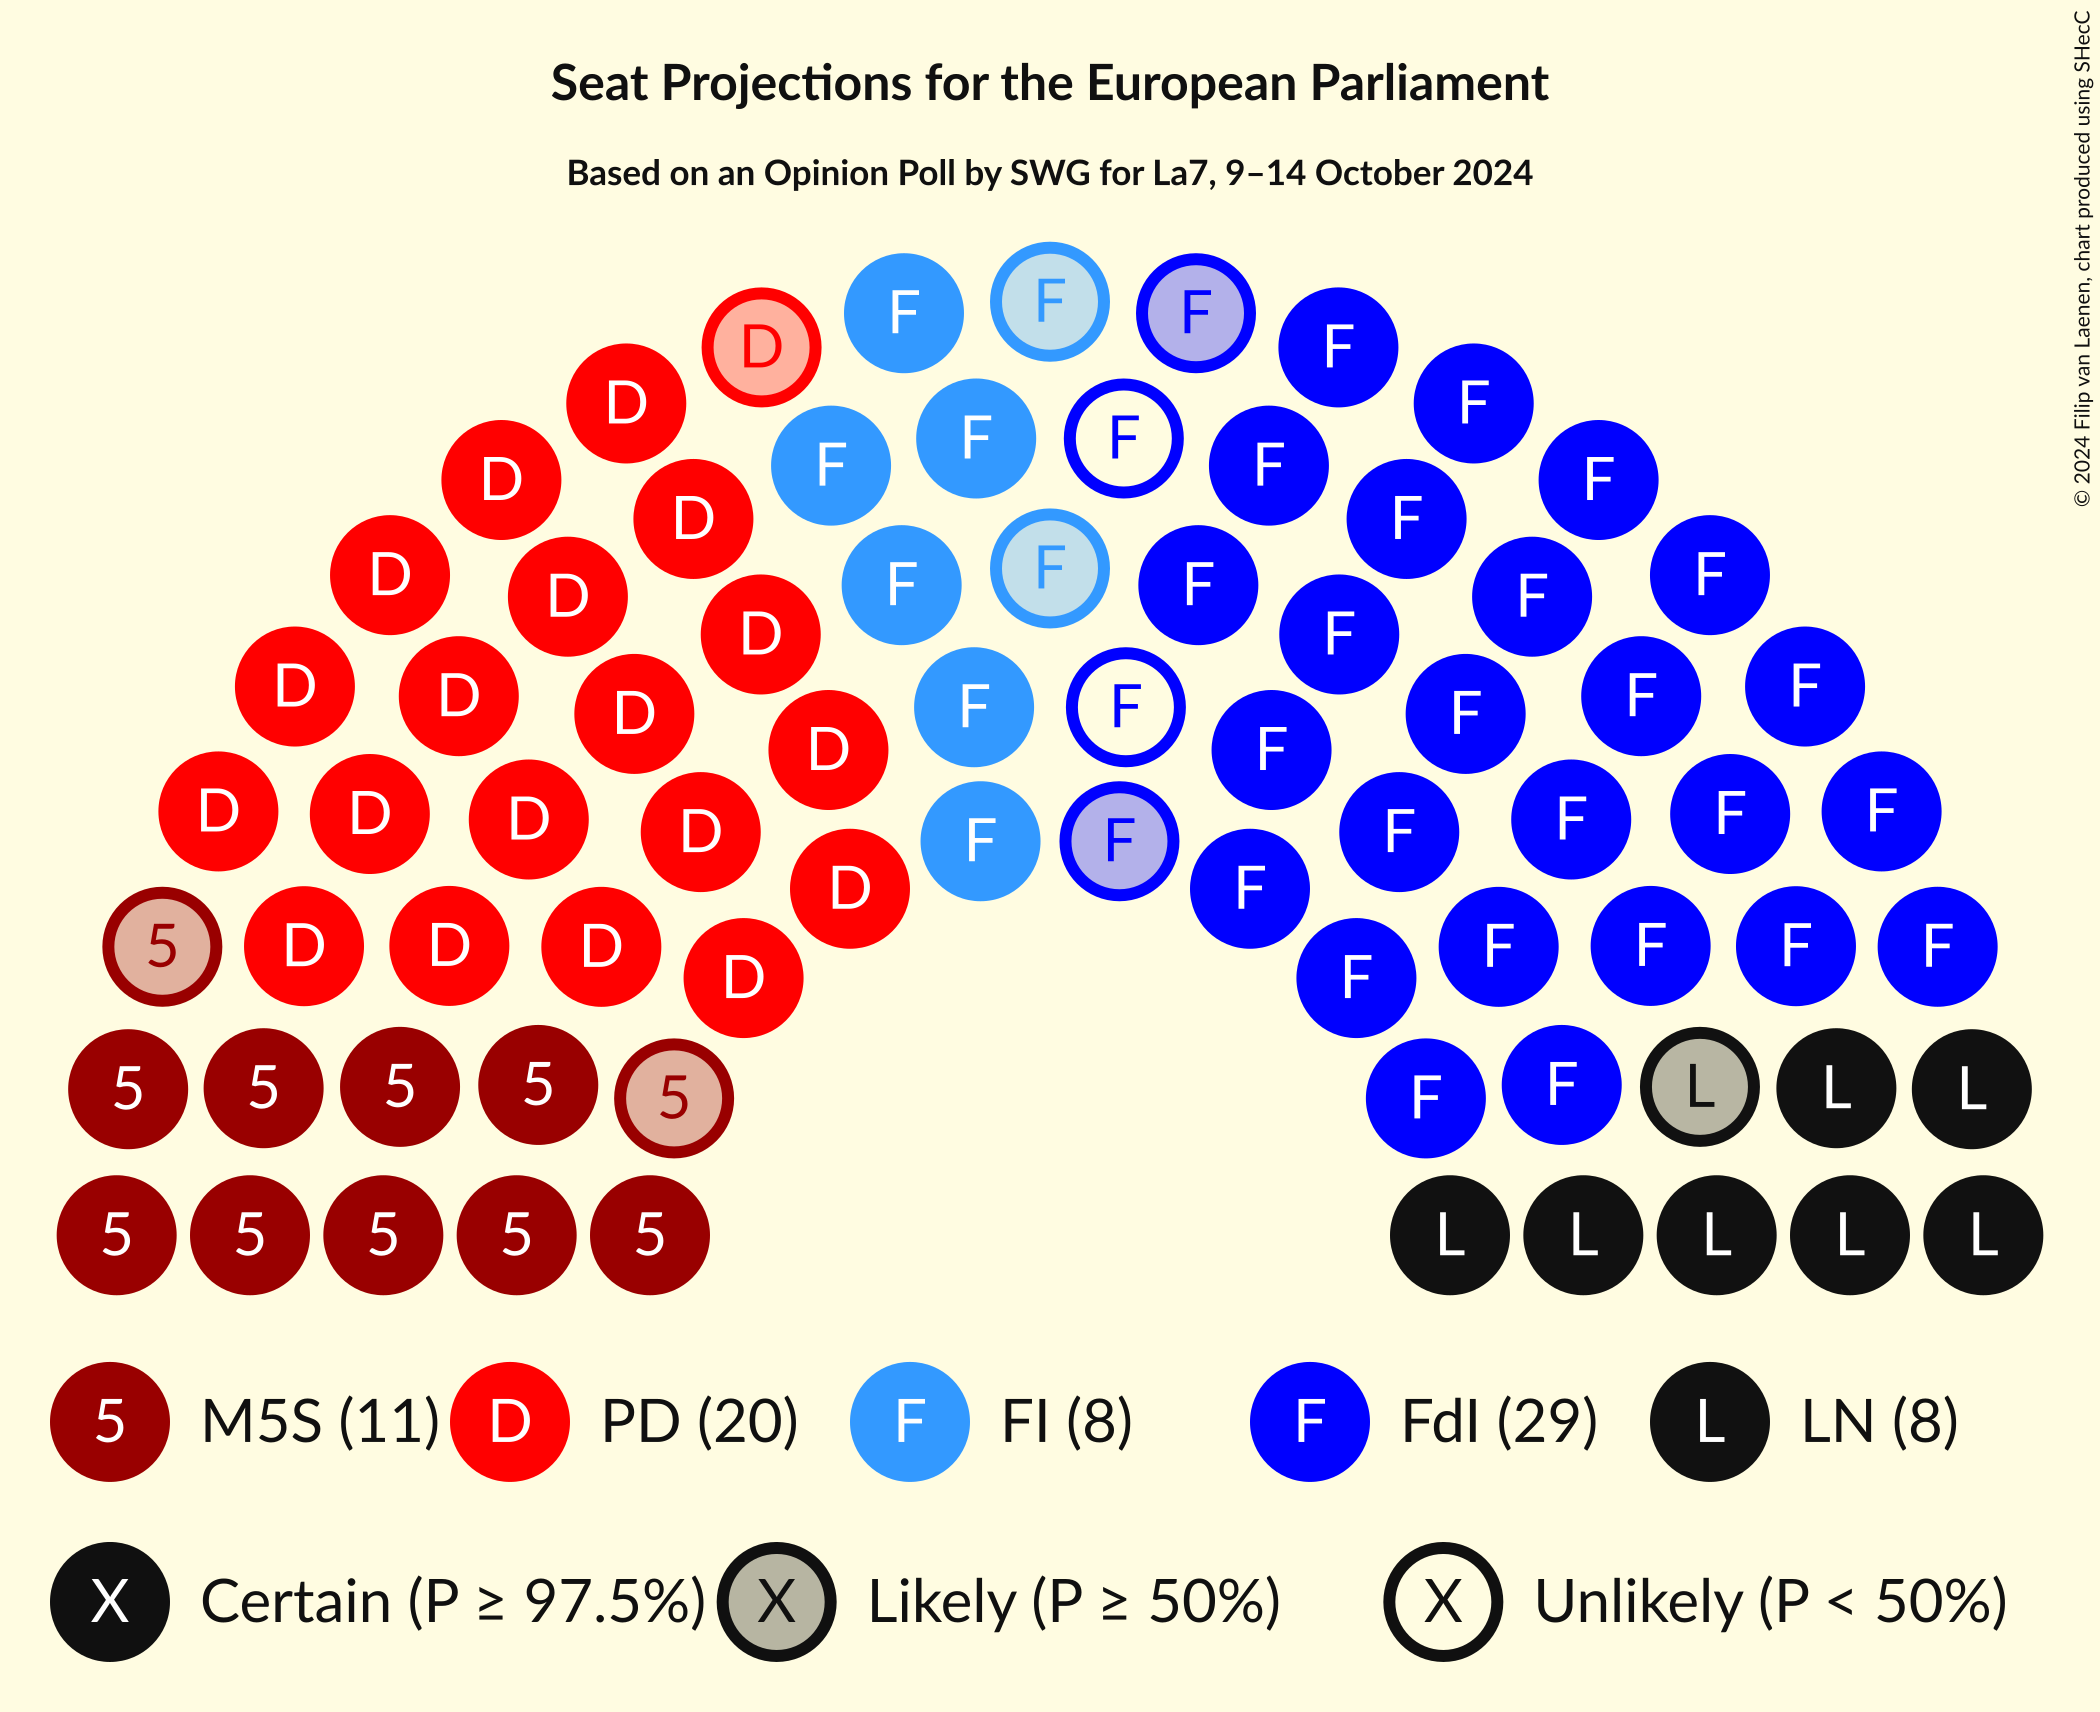 Seat Projections for the European Parliament
Based on an Opinion Poll by SWG for La7, 9–14 October 2024
© 2024 Filip van Laenen, chart produced using SHecC
F F F
D F
D F
F F F
D F F
D D F F
F F F
D D F F
D F
D D F F
D D F F
F F
D D F F
D D D F F F
D D F F
F F
D D F F
5 D D D F F F F
D F
5 5 5 5 F L L L
5 F
5 5 5 5 5 L L L L L
5 M5S (11) D PD (20) F FI (8) F FdI (29) L LN (8)
X Certain (P ≥ 97.5%) X Likely (P ≥ 50%) X Unlikely (P < 50%)